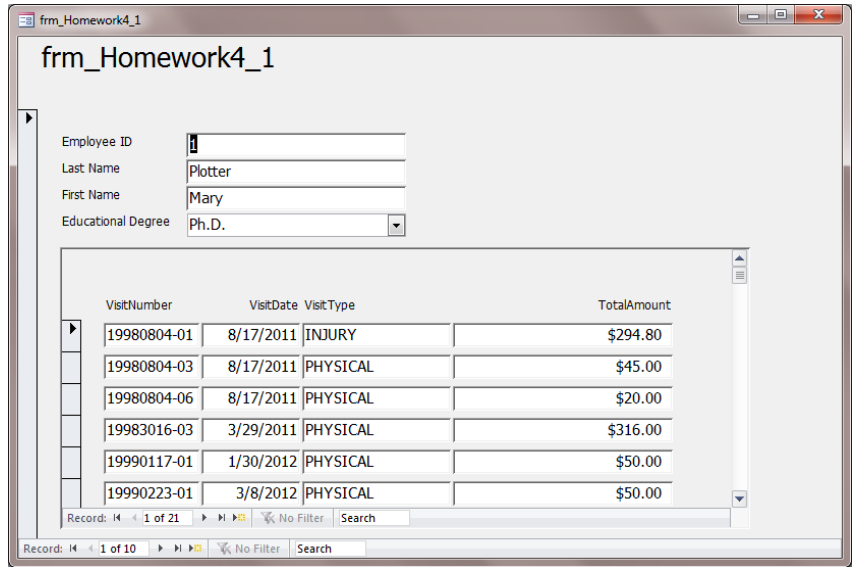 frm_Homework4_1
frm_Homework4_1
Employee ID 1
Last Name Plotter
First Name Mary
Educational Degree Ph.D.
VisitNumber VisitDate VisitType TotalAmount
19980804-01 8/17/2011 INJURY $294.80
19980804-03 8/17/2011 PHYSICAL $45.00
19980804-06 8/17/2011 PHYSICAL $20.00
19983016-03 3/29/2011 PHYSICAL $316.00
19990117-01 1/30/2012 PHYSICAL $50.00
19990223-01 3/8/2012 PHYSICAL $50.00
Record: 1 of 21 No Filter Search
Record: 1 of 10 No Filter Search